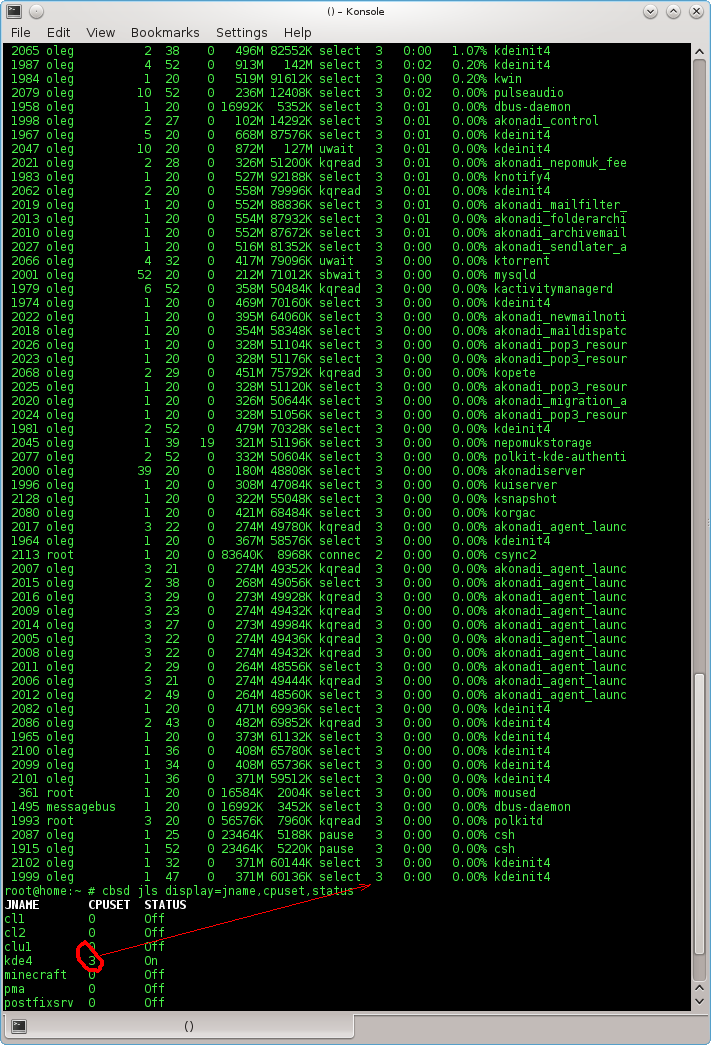 () – Konsole
File Edit View Bookmarks Settings Help
2065 oleg 2 38 0 496M 82552K select 3 0:00 1.07% kdeinit4
1987 oleg 4 52 0 913M 142M select 3 0:02 0.20% kdeinit4
1984 oleg 1 20 0 519M 91612K select 3 0:00 0.20% kwin
2079 oleg 10 52 0 236M 12408K select 3 0:02 0.00% pulseaudio
1958 oleg 1 20 0 16992K 5352K select 3 0:01 0.00% dbus-daemon
1998 oleg 2 27 0 102M 14292K select 3 0:01 0.00% akonadi_control
1967 oleg 5 20 0 668M 87576K select 3 0:01 0.00% kdeinit4
2047 oleg 10 20 0 872M 127M uwait 3 0:01 0.00% kdeinit4
2021 oleg 2 28 0 326M 51200K kqread 3 0:01 0.00% akonadi_nepomuk_fee
1983 oleg 1 20 0 527M 92188K select 3 0:01 0.00% knotify4
2062 oleg 2 20 0 558M 79996K kqread 3 0:01 0.00% kdeinit4
2019 oleg 1 20 0 552M 88836K select 3 0:01 0.00% akonadi_mailfilter_
2013 oleg 1 20 0 554M 87932K select 3 0:01 0.00% akonadi_folderarchi
2010 oleg 1 20 0 552M 87672K select 3 0:01 0.00% akonadi_archivemail
2027 oleg 1 20 0 516M 81352K select 3 0:00 0.00% akonadi_sendlater_a
2066 oleg 4 32 0 417M 79096K uwait 3 0:00 0.00% ktorrent
2001 oleg 52 20 0 212M 71012K sbwait 3 0:00 0.00% mysqld
1979 oleg 6 52 0 358M 50484K kqread 3 0:00 0.00% kactivitymanagerd
1974 oleg 1 20 0 469M 70160K select 3 0:00 0.00% kdeinit4
2022 oleg 1 20 0 395M 64060K select 3 0:00 0.00% akonadi_newmailnoti
2018 oleg 1 20 0 354M 58348K select 3 0:00 0.00% akonadi_maildispatc
2026 oleg 1 20 0 328M 51104K select 3 0:00 0.00% akonadi_pop3_resour
2023 oleg 1 20 0 328M 51176K select 3 0:00 0.00% akonadi_pop3_resour
2068 oleg 2 29 0 451M 75792K kqread 3 0:00 0.00% kopete
2025 oleg 1 20 0 328M 51120K select 3 0:00 0.00% akonadi_pop3_resour
2020 oleg 1 20 0 326M 50644K select 3 0:00 0.00% akonadi_migration_a
2024 oleg 1 20 0 328M 51056K select 3 0:00 0.00% akonadi_pop3_resour
1981 oleg 2 52 0 479M 70328K select 3 0:00 0.00% kdeinit4
2045 oleg 1 39 19 321M 51196K select 3 0:00 0.00% nepomukstorage
2077 oleg 2 52 0 332M 50604K select 3 0:00 0.00% polkit-kde-authenti
2000 oleg 39 20 0 180M 48808K select 3 0:00 0.00% akonadiserver
1996 oleg 1 20 0 308M 47084K select 3 0:00 0.00% kuiserver
2128 oleg 1 20 0 322M 55048K select 3 0:00 0.00% ksnapshot
2080 oleg 1 20 0 421M 68484K select 3 0:00 0.00% korgac
2017 oleg 3 22 0 274M 49780K kqread 3 0:00 0.00% akonadi_agent_launc
1964 oleg 1 20 0 367M 58576K select 3 0:00 0.00% kdeinit4
2113 root 1 20 0 83640K 8968K connec 2 0:00 0.00% csync2
2007 oleg 3 21 0 274M 49352K kqread 3 0:00 0.00% akonadi_agent_launc
2015 oleg 2 38 0 268M 49056K select 3 0:00 0.00% akonadi_agent_launc
2016 oleg 3 29 0 273M 49928K kqread 3 0:00 0.00% akonadi_agent_launc
2009 oleg 3 23 0 274M 49432K kqread 3 0:00 0.00% akonadi_agent_launc
2014 oleg 3 27 0 273M 49984K kqread 3 0:00 0.00% akonadi_agent_launc
2005 oleg 3 22 0 274M 49436K kqread 3 0:00 0.00% akonadi_agent_launc
2008 oleg 3 22 0 274M 49432K kqread 3 0:00 0.00% akonadi_agent_launc
2011 oleg 2 29 0 264M 48556K select 3 0:00 0.00% akonadi_agent_launc
2006 oleg 3 21 0 274M 49444K kqread 3 0:00 0.00% akonadi_agent_launc
2012 oleg 2 49 0 264M 48560K select 3 0:00 0.00% akonadi_agent_launc
2082 oleg 1 20 0 471M 69936K select 3 0:00 0.00% kdeinit4
2086 oleg 2 43 0 482M 69852K kqread 3 0:00 0.00% kdeinit4
1965 oleg 1 20 0 373M 61132K select 3 0:00 0.00% kdeinit4
2100 oleg 1 36 0 408M 65780K select 3 0:00 0.00% kdeinit4
2099 oleg 1 34 0 408M 65736K select 3 0:00 0.00% kdeinit4
2101 oleg 1 36 0 371M 59512K select 3 0:00 0.00% kdeinit4
361 root 1 20 0 16584K 2004K select 3 0:00 0.00% moused
1495 messagebus 1 20 0 16992K 3452K select 3 0:00 0.00% dbus-daemon
1993 root 3 20 0 56576K 7960K kqread 3 0:00 0.00% polkitd
2087 oleg 1 25 0 23464K 5188K pause 3 0:00 0.00% csh
1915 oleg 1 52 0 23464K 5220K pause 3 0:00 0.00% csh
2102 oleg 1 32 0 371M 60144K select 3 0:00 0.00% kdeinit4
1999 oleg 1 47 0 371M 60136K select 3 0:00 0.00% kdeinit4
root@home:~ # cbsd jls display=jname,cpuset,status
JNAME CPUSET STATUS
cl1 0 Off
cl2 0 Off
clu1 0 Off
kde4 3 On
minecraft 0 Off
pma 0 Off
postfixsrv 0 Off
()